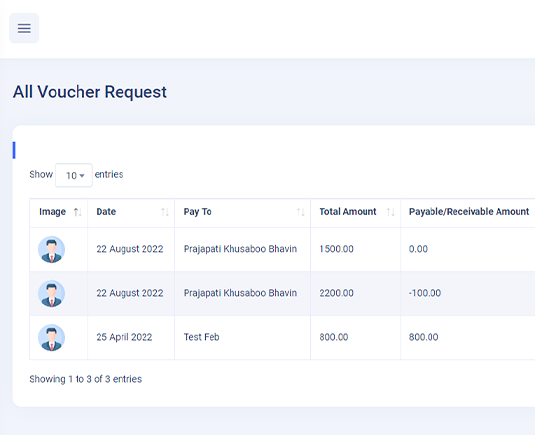 All Voucher Request
Show 10 entries
Image Date Pay To Total Amount Payable/Receivable Amount
22 August 2022 Prajapati Khusaboo Bhavin 1500.00 0.00
22 August 2022 Prajapati Khusaboo Bhavin 2200.00 -100.00
25 April 2022 Test Feb 800.00 800.00
Showing 1 to 3 of 3 entries